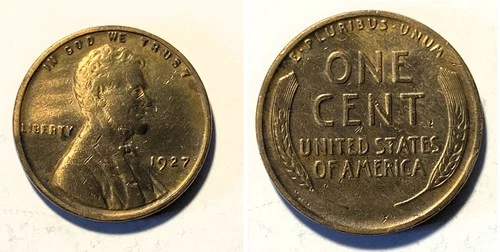 IN GOD WE TRUST
LIBERTY
1927
E·PLURIBUS·UNUM
ONE
CENT
UNITED STATES
OF AMERICA